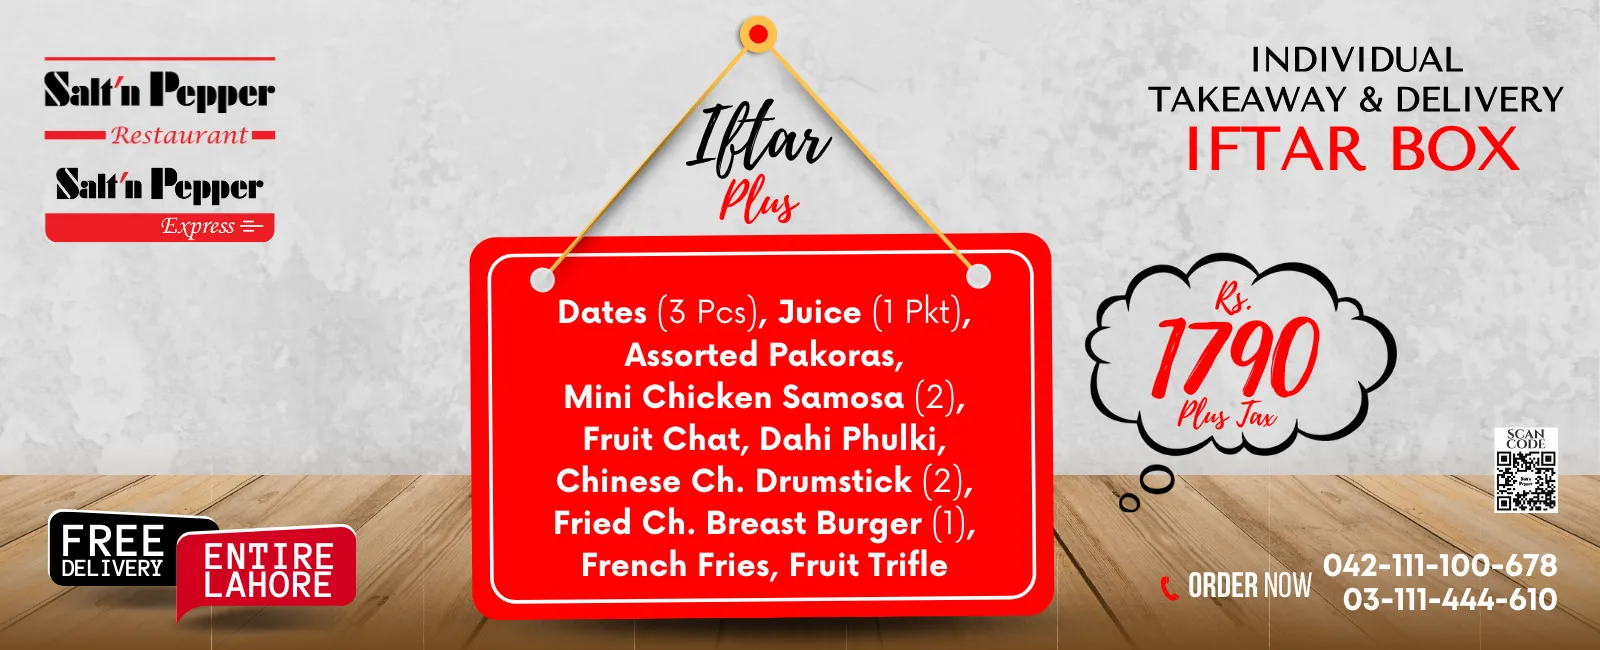 Salt'n Pepper
Restaurant
Salt'n Pepper
Express
Iftar
Plus
Dates (3 Pcs), Juice (1 Pkt),
Assorted Pakoras,
Mini Chicken Samosa (2),
Fruit Chat, Dahi Phulki,
Chinese Ch. Drumstick (2),
Fried Ch. Breast Burger (1),
French Fries, Fruit Trifle
INDIVIDUAL
TAKEAWAY & DELIVERY
IFTAR BOX
Rs.
1790
Plus Tax
SCAN
CODE
Salt'n
Pepper
FREE
DELIVERY
ENTIRE
LAHORE
ORDER NOW
042-111-100-678
03-111-444-610